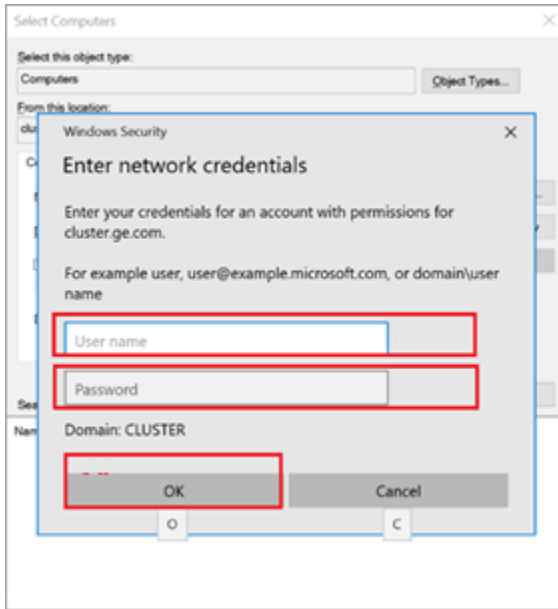 Select Computers
Select this object type:
Computers
Object Types...
From this location:
Windows Security
Enter network credentials
Enter your credentials for an account with permissions for
cluster.ge.com.
For example user, user@example.microsoft.com, or domain\user
name
User name
Password
Domain: CLUSTER
OK
Cancel
O
C